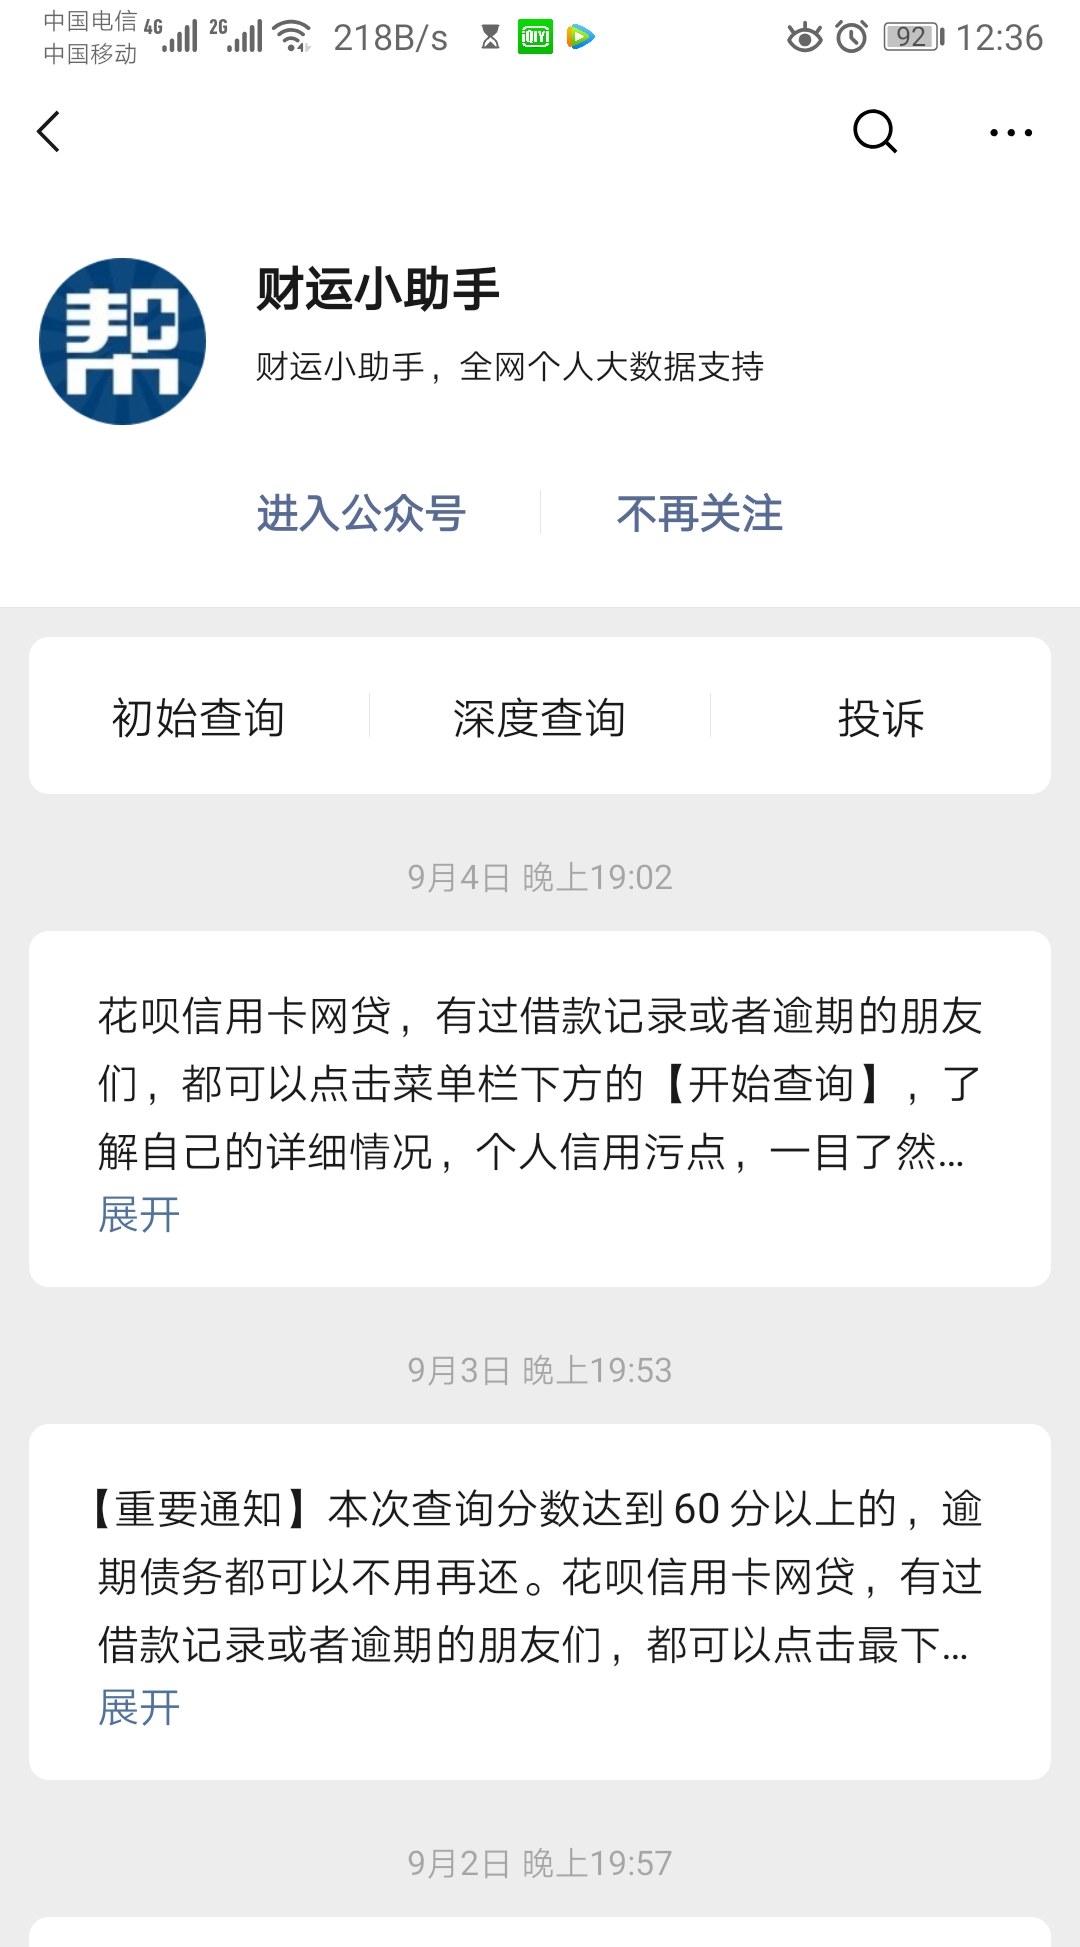 中国电信 4G 2G 218B/s iQIYI 92 12:36
中国移动
帮
财运小助手
财运小助手，全网个人大数据支持
进入公众号 不再关注
初始查询 深度查询 投诉
9月4日 晚上19:02
花呗信用卡网贷，有过借款记录或者逾期的朋友
们，都可以点击菜单栏下方的【开始查询】，了
解自己的详细情况，个人信用污点，一目了然...
展开
9月3日 晚上19:53
【重要通知】本次查询分数达到60分以上的，逾
期债务都可以不用再还。花呗信用卡网贷，有过
借款记录或者逾期的朋友们，都可以点击最下...
展开
9月2日 晚上19:57